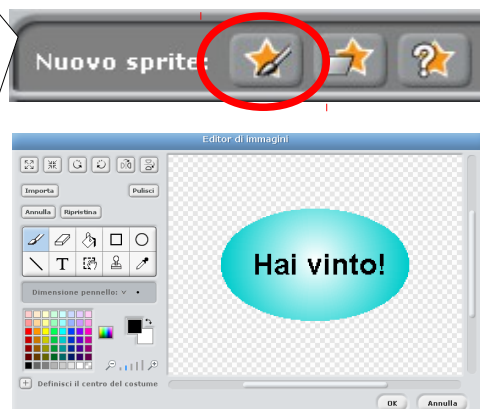 Nuovo sprite:
Editor di immagini
Importa Pulisci
Annulla Ripristina
T
Dimensione pennello:
Hai vinto!
Definisci il centro del costume
OK Annulla